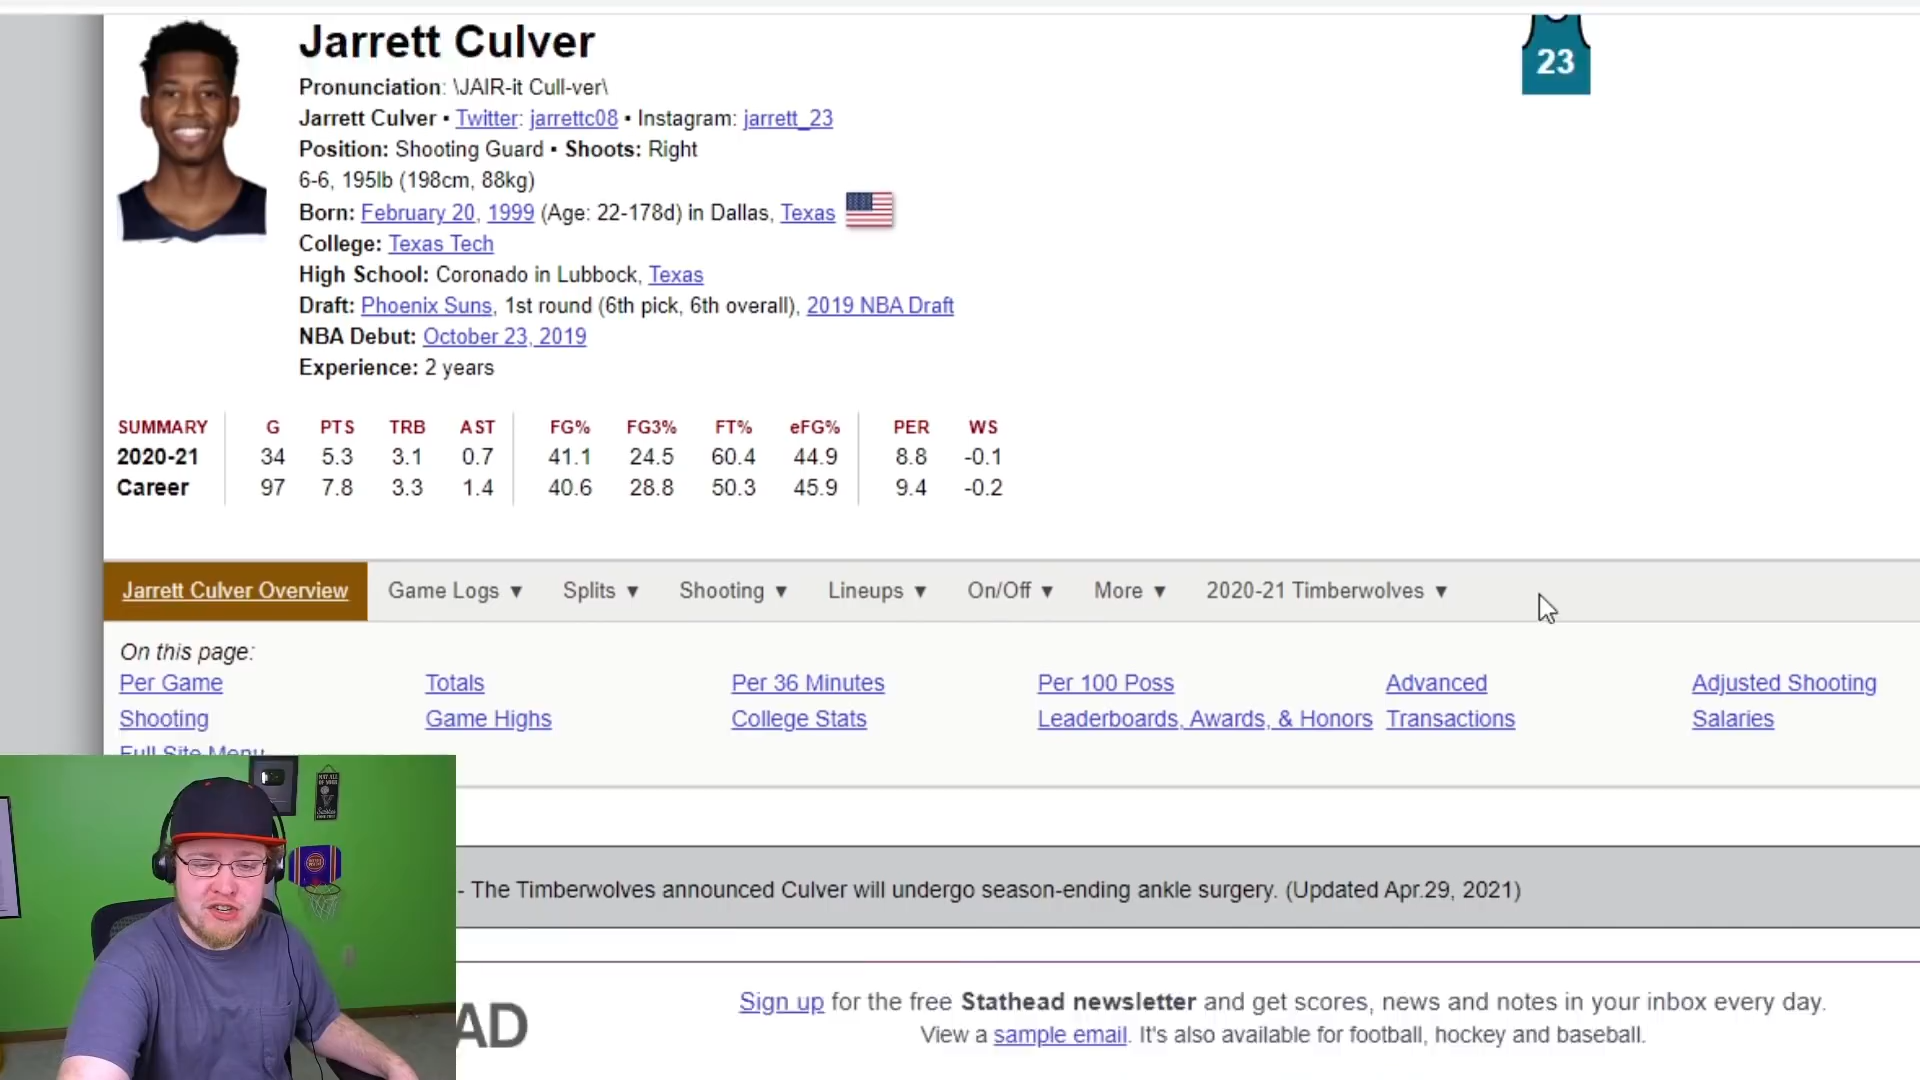 Jarrett Culver
23
Pronunciation: \JAIR-it Cull-ver\
Jarrett Culver ▪ Twitter: jarrettc08 ▪ Instagram: jarrett_23
Position: Shooting Guard ▪ Shoots: Right
6-6, 195lb (198cm, 88kg)
Born: February 20, 1999 (Age: 22-178d) in Dallas, Texas
College: Texas Tech
High School: Coronado in Lubbock, Texas
Draft: Phoenix Suns, 1st round (6th pick, 6th overall), 2019 NBA Draft
NBA Debut: October 23, 2019
Experience: 2 years
SUMMARY G PTS TRB AST FG% FG3% FT% eFG% PER WS
2020-21 34 5.3 3.1 0.7 41.1 24.5 60.4 44.9 8.8 -0.1
Career 97 7.8 3.3 1.4 40.6 28.8 50.3 45.9 9.4 -0.2
Jarrett Culver Overview Game Logs ▼ Splits ▼ Shooting ▼ Lineups ▼ On/Off ▼ More ▼ 2020-21 Timberwolves ▼
On this page:
Per Game Totals Per 36 Minutes Per 100 Poss Advanced Adjusted Shooting
Shooting Game Highs College Stats Leaderboards, Awards, & Honors Transactions Salaries
Full Site Menu
- The Timberwolves announced Culver will undergo season-ending ankle surgery. (Updated Apr.29, 2021)
AD
Sign up for the free Stathead newsletter and get scores, news and notes in your inbox every day.
View a sample email. It's also available for football, hockey and baseball.